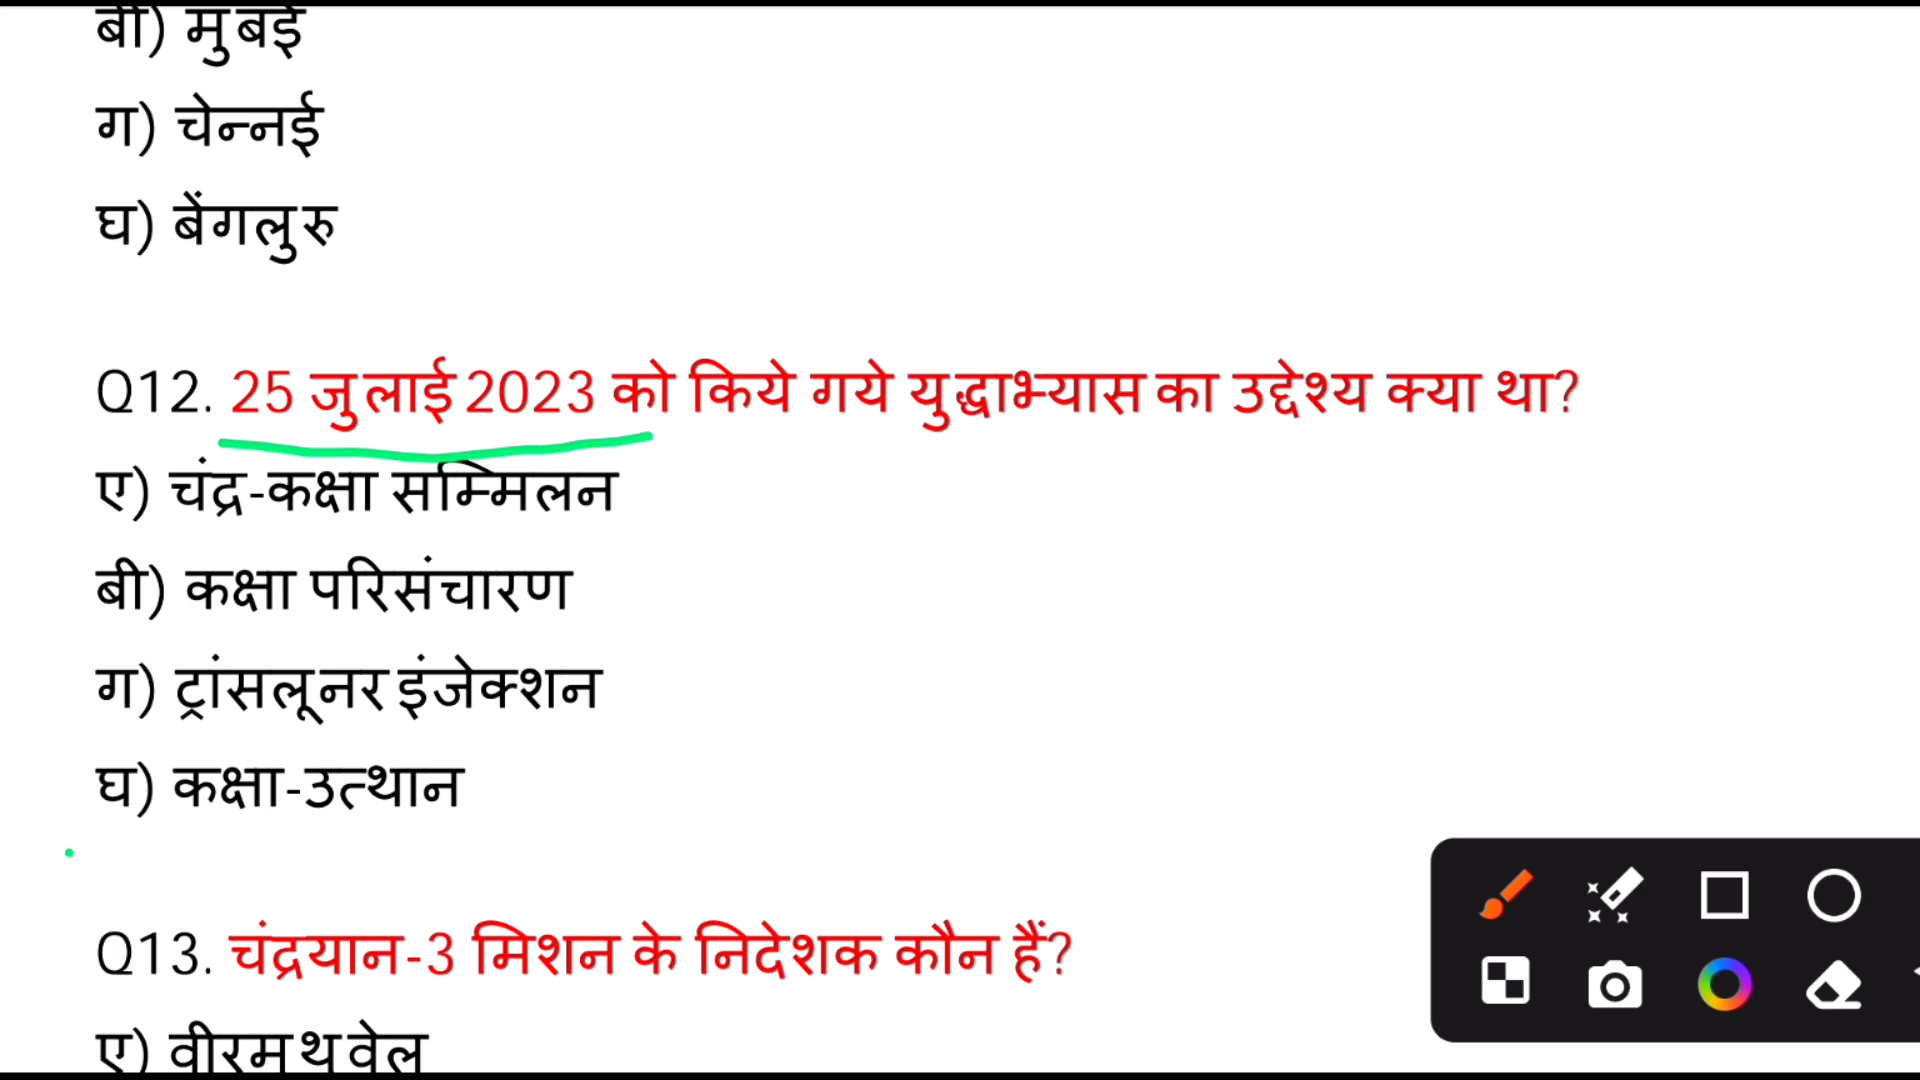 बी) मुंबई
ग) चेन्नई
घ) बेंगलुरु
Q12. 25 जुलाई 2023 को किये गये युद्धाभ्यास का उद्देश्य क्या था?
ए) चंद्र-कक्षा सम्मिलन
बी) कक्षा परिसंचारण
ग) ट्रांसलूनर इंजेक्शन
घ) कक्षा-उत्थान
Q13. चंद्रयान-3 मिशन के निदेशक कौन हैं?
ए) वीरमथवेल